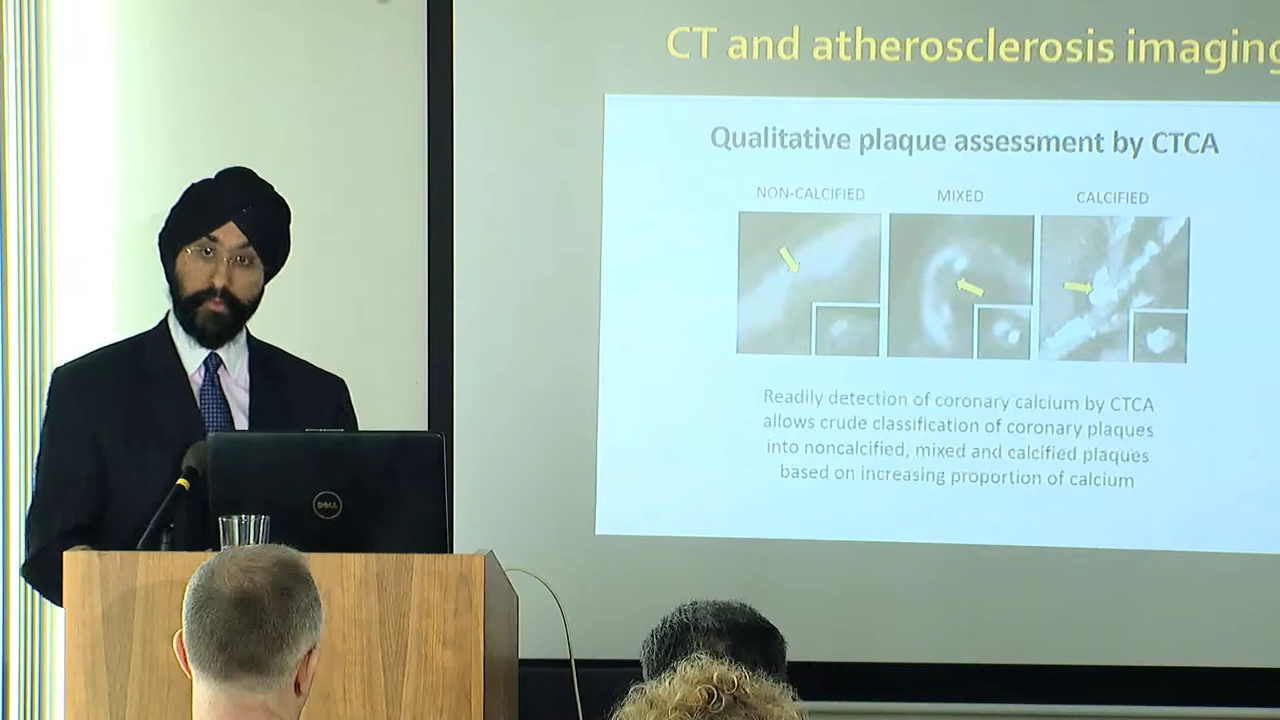 CT and atherosclerosis imaging
Qualitative plaque assessment by CTCA
NON-CALCIFIED
MIXED
CALCIFIED
Readily detection of coronary calcium by CTCA
allows crude classification of coronary plaques
into noncalcified, mixed and calcified plaques
based on increasing proportion of calcium
DELL